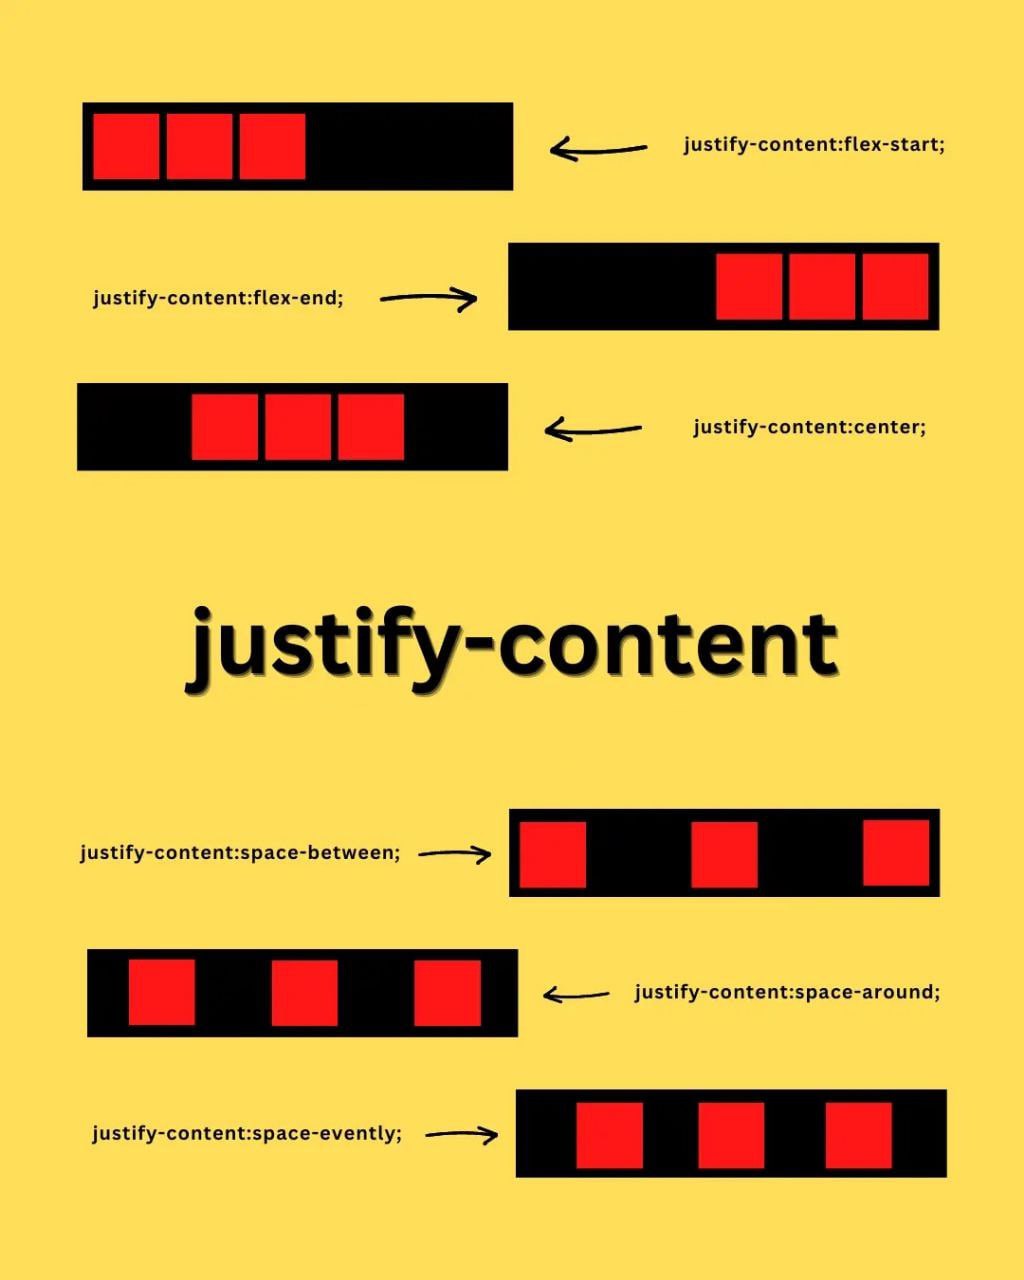 justify-content:flex-start;
justify-content:flex-end;
justify-content:center;
justify-content
justify-content:space-between;
justify-content:space-around;
justify-content:space-evently;